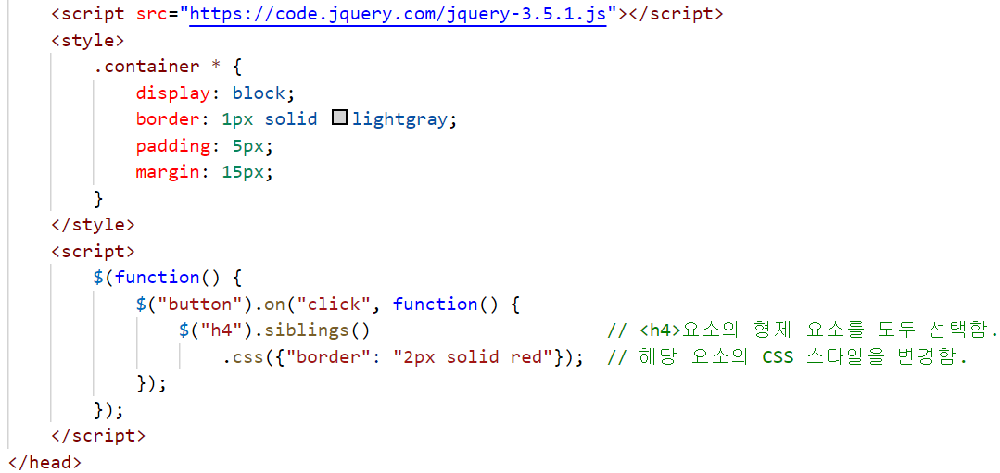 <script src="https://code.jquery.com/jquery-3.5.1.js"></script>
<style>
.container * {
display: block;
border: 1px solid lightgray;
padding: 5px;
margin: 15px;
}
</style>
<script>
$(function() {
$("button").on("click", function() {
$("h4").siblings() // <h4>요소의 형제 요소를 모두 선택함.
.css({"border": "2px solid red"}); // 해당 요소의 CSS 스타일을 변경함.
});
});
</script>
</head>